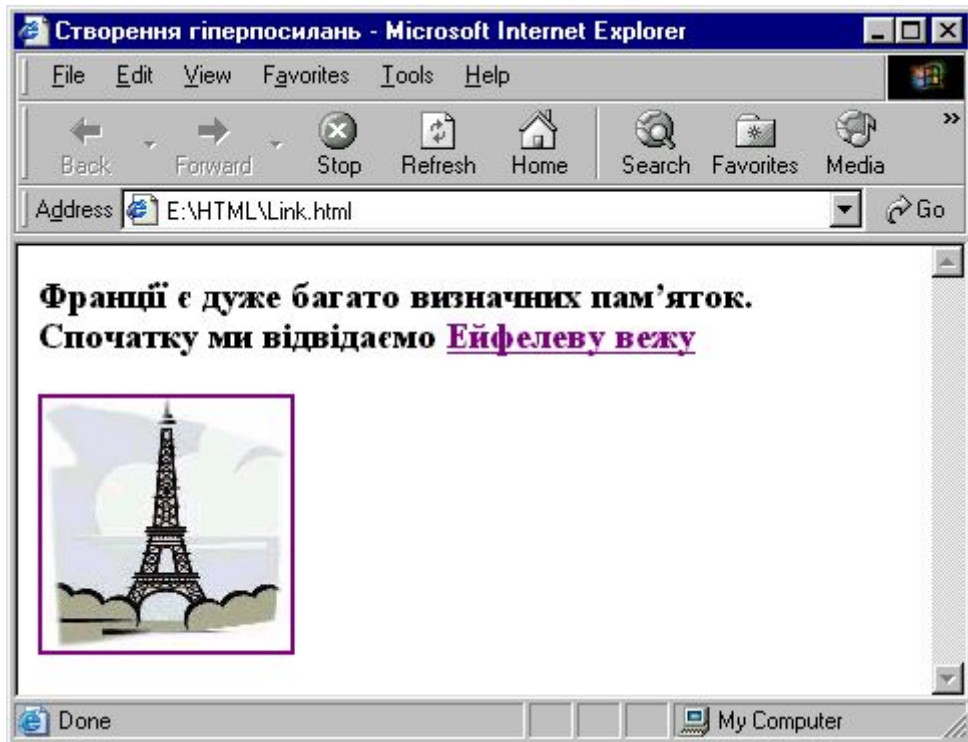 Створення гіперпосилань - Microsoft Internet Explorer
File Edit View Favorites Tools Help
Back Forward Stop Refresh Home Search Favorites Media »
Address E:\HTML\Link.html Go
Франції є дуже багато визначних пам’яток.
Спочатку ми відвідаємо Ейфелеву вежу
Done My Computer